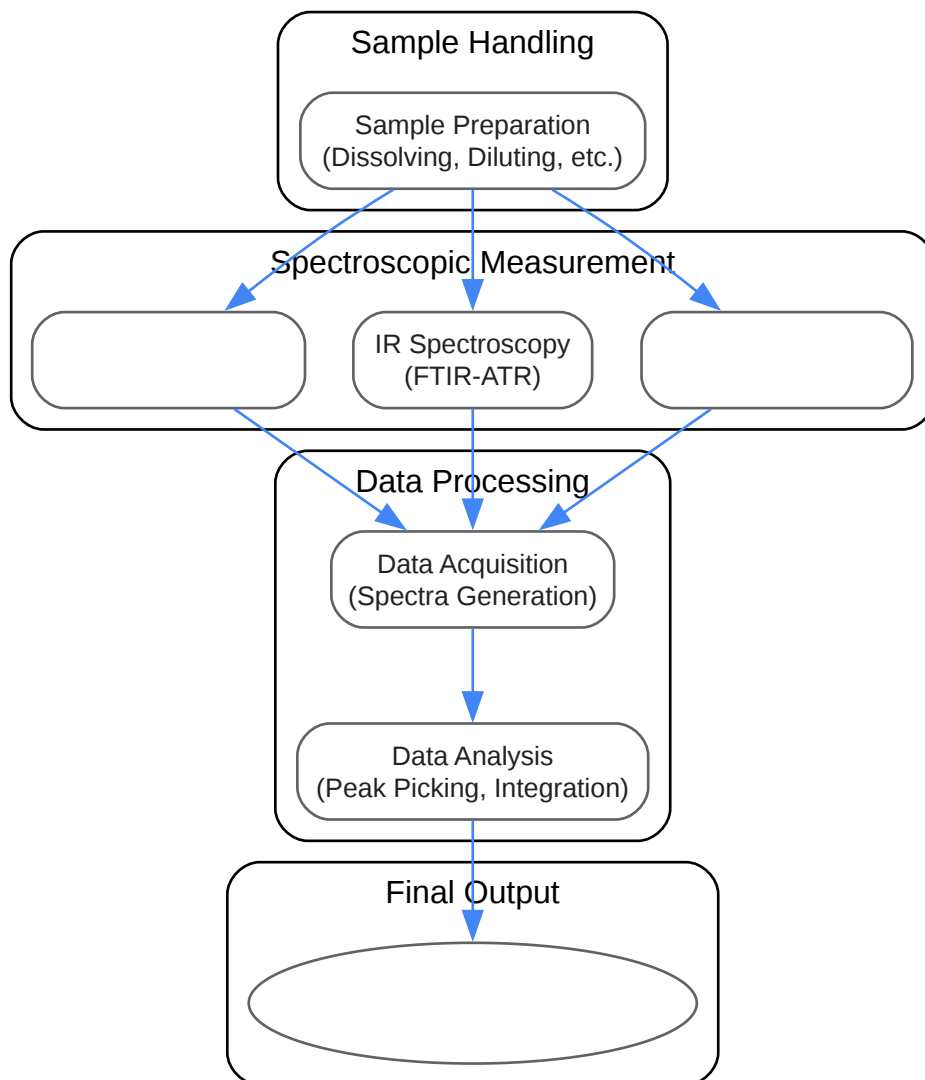 Sample Handling
Sample Preparation
(Dissolving, Diluting, etc.)
Spectroscopic Measurement
IR Spectroscopy
(FTIR-ATR)
Data Processing
Data Acquisition
(Spectra Generation)
Data Analysis
(Peak Picking, Integration)
Final Output